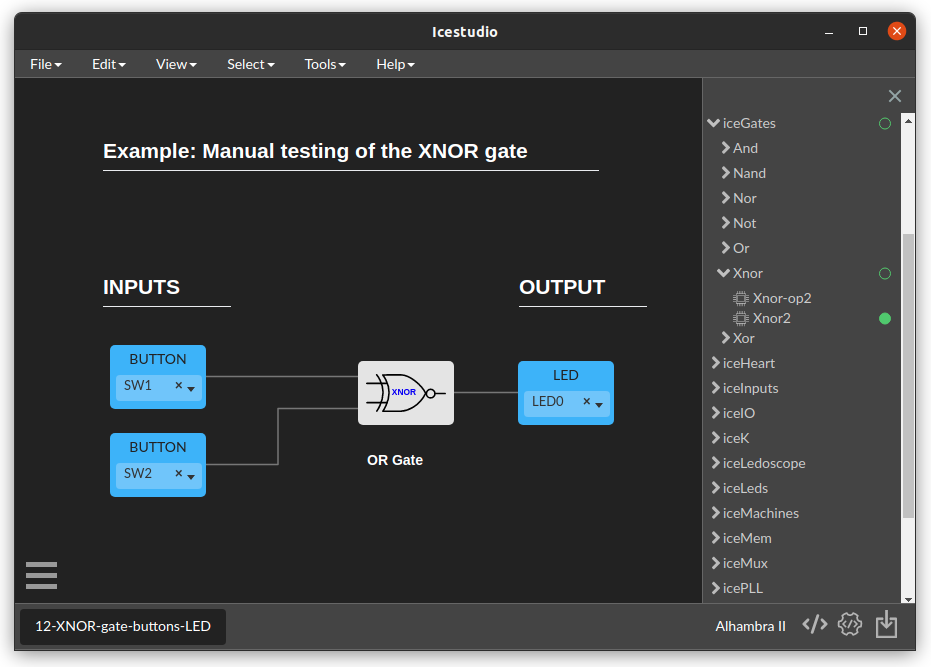 Icestudio
File Edit View Select Tools Help
Example: Manual testing of the XNOR gate
INPUTS
OUTPUT
BUTTON
SW1
BUTTON
SW2
XNOR
OR Gate
LED
LED0
iceGates
And
Nand
Nor
Not
Or
Xnor
Xnor-op2
Xnor2
Xor
iceHeart
iceInputs
iceIO
iceK
iceLedoscope
iceLeds
iceMachines
iceMem
iceMux
icePLL
12-XNOR-gate-buttons-LED
Alhambra II